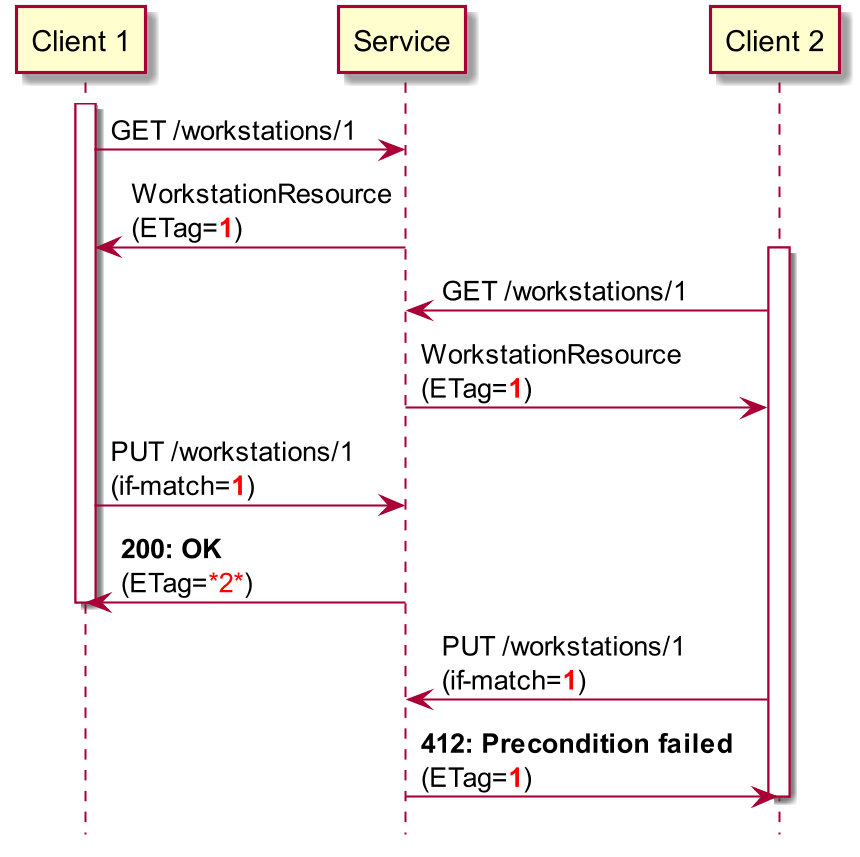 Client 1
Service
Client 2
GET /workstations/1
WorkstationResource
(ETag=1)
GET /workstations/1
WorkstationResource
(ETag=1)
PUT /workstations/1
(if-match=1)
200: OK
(ETag=*2*)
PUT /workstations/1
(if-match=1)
412: Precondition failed
(ETag=1)